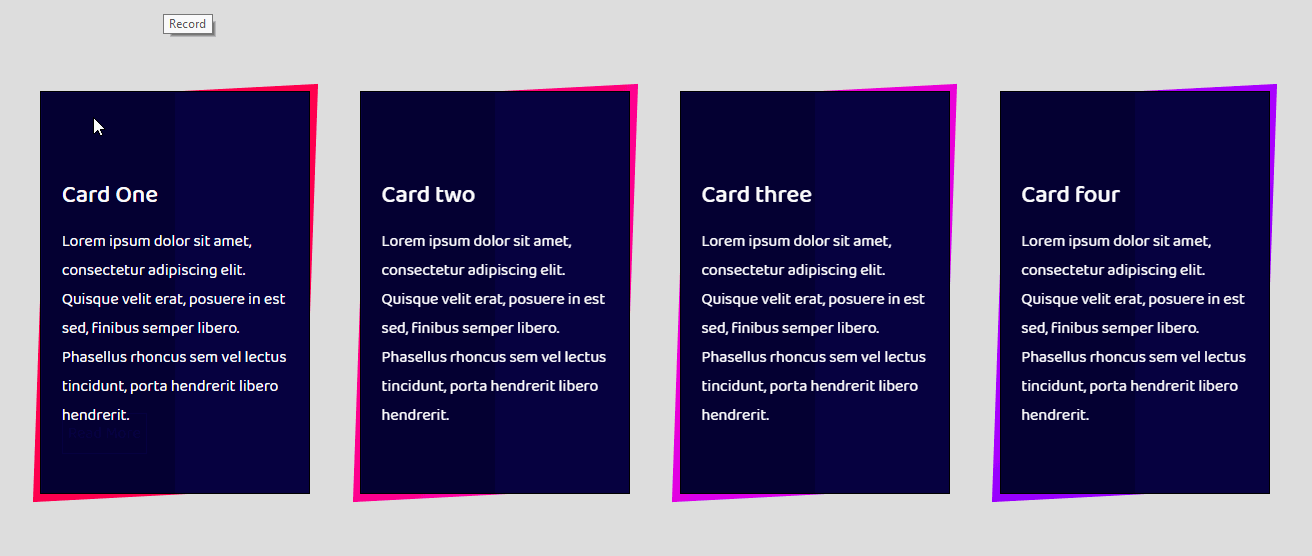 Record
Card One
Lorem ipsum dolor sit amet,
consectetur adipiscing elit.
Quisque velit erat, posuere in est
sed, finibus semper libero.
Phasellus rhoncus sem vel lectus
tincidunt, porta hendrerit libero
hendrerit.
Card two
Lorem ipsum dolor sit amet,
consectetur adipiscing elit.
Quisque velit erat, posuere in est
sed, finibus semper libero.
Phasellus rhoncus sem vel lectus
tincidunt, porta hendrerit libero
hendrerit.
Card three
Lorem ipsum dolor sit amet,
consectetur adipiscing elit.
Quisque velit erat, posuere in est
sed, finibus semper libero.
Phasellus rhoncus sem vel lectus
tincidunt, porta hendrerit libero
hendrerit.
Card four
Lorem ipsum dolor sit amet,
consectetur adipiscing elit.
Quisque velit erat, posuere in est
sed, finibus semper libero.
Phasellus rhoncus sem vel lectus
tincidunt, porta hendrerit libero
hendrerit.